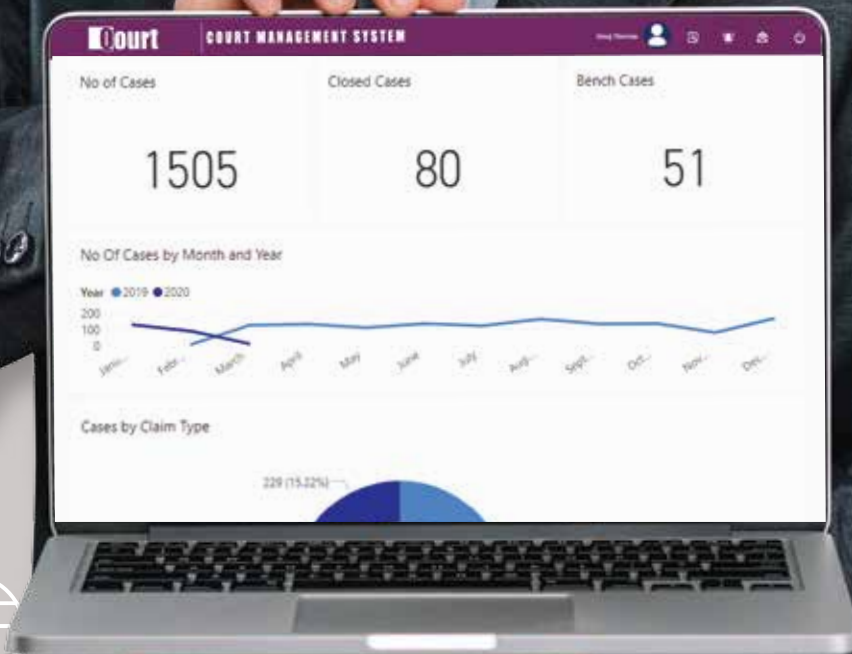 Court COURT MANAGEMENT SYSTEM
No of Cases
Closed Cases
Bench Cases
1505
80
51
No Of Cases by Month and Year
Year 2019 2020
200
100
0
Janu... Febr... March April May June July Aug... Sept... Oct... Nov... Dec...
Cases by Claim Type
229 (15.22%)